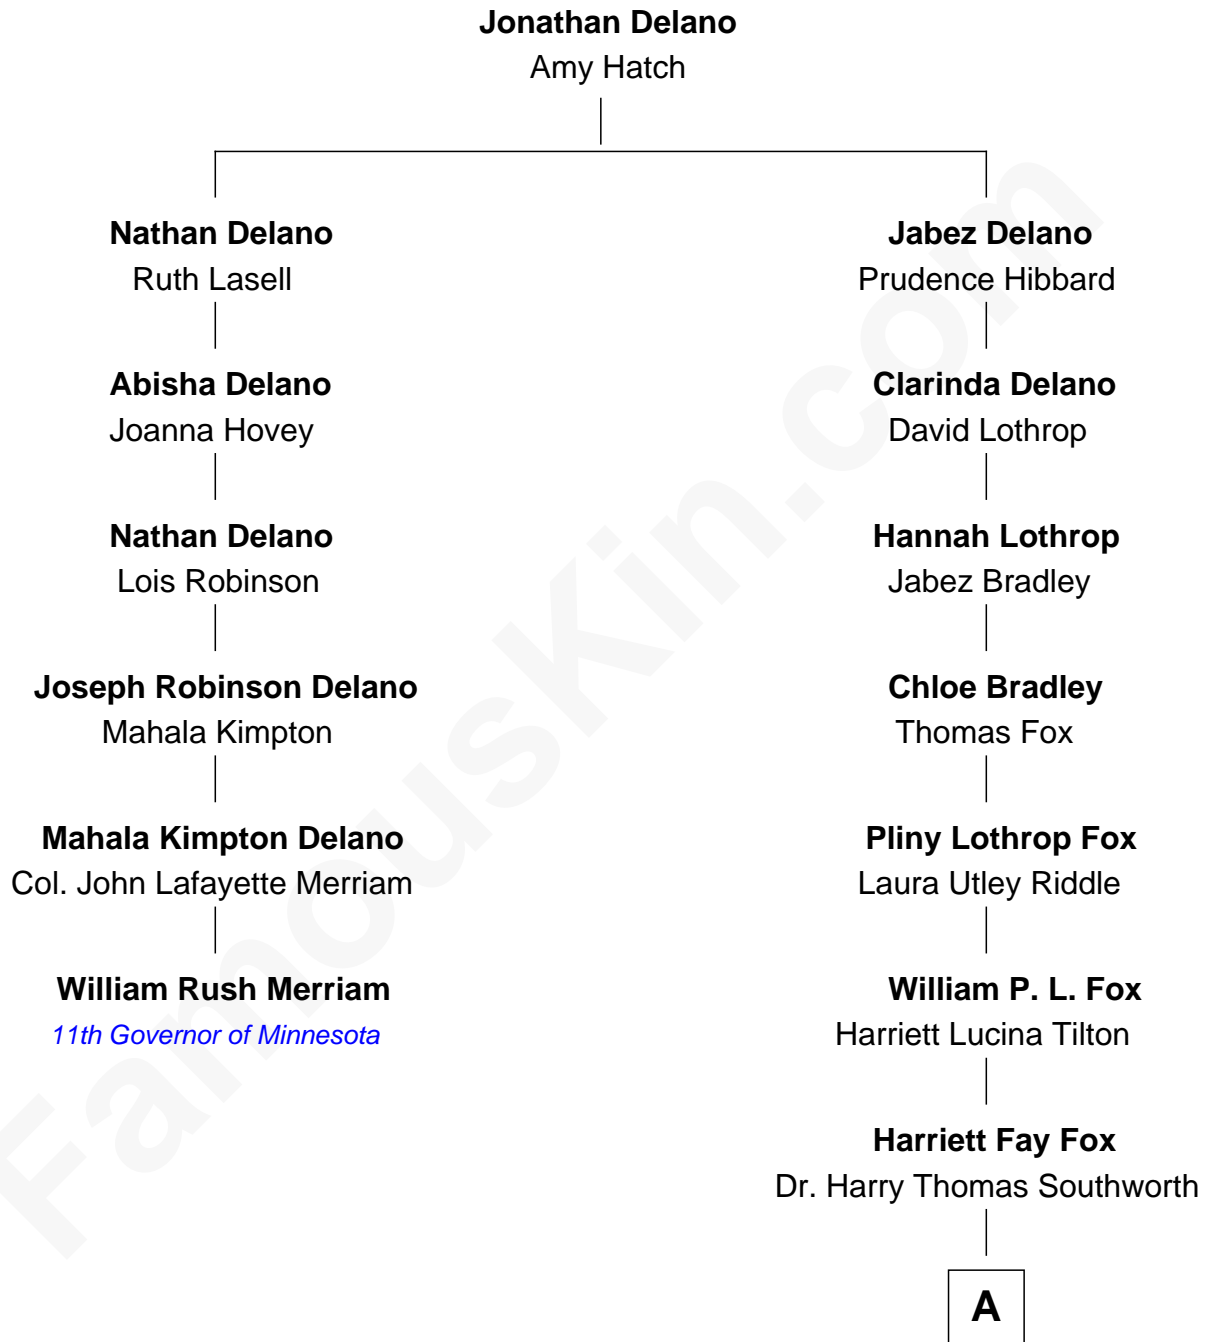 Jonathan Delano
Amy Hatch
Nathan Delano
Ruth Lasell
Jabez Delano
Prudence Hibbard
Abisha Delano
Joanna Hovey
Clarinda Delano
David Lothrop
Nathan Delano
Lois Robinson
Hannah Lothrop
Jabez Bradley
Joseph Robinson Delano
Mahala Kimpton
Chloe Bradley
Thomas Fox
Mahala Kimpton Delano
Col. John Lafayette Merriam
Pliny Lothrop Fox
Laura Utley Riddle
William Rush Merriam
11th Governor of Minnesota
William P. L. Fox
Harriett Lucina Tilton
Harriett Fay Fox
Dr. Harry Thomas Southworth
A
FamousKin.com